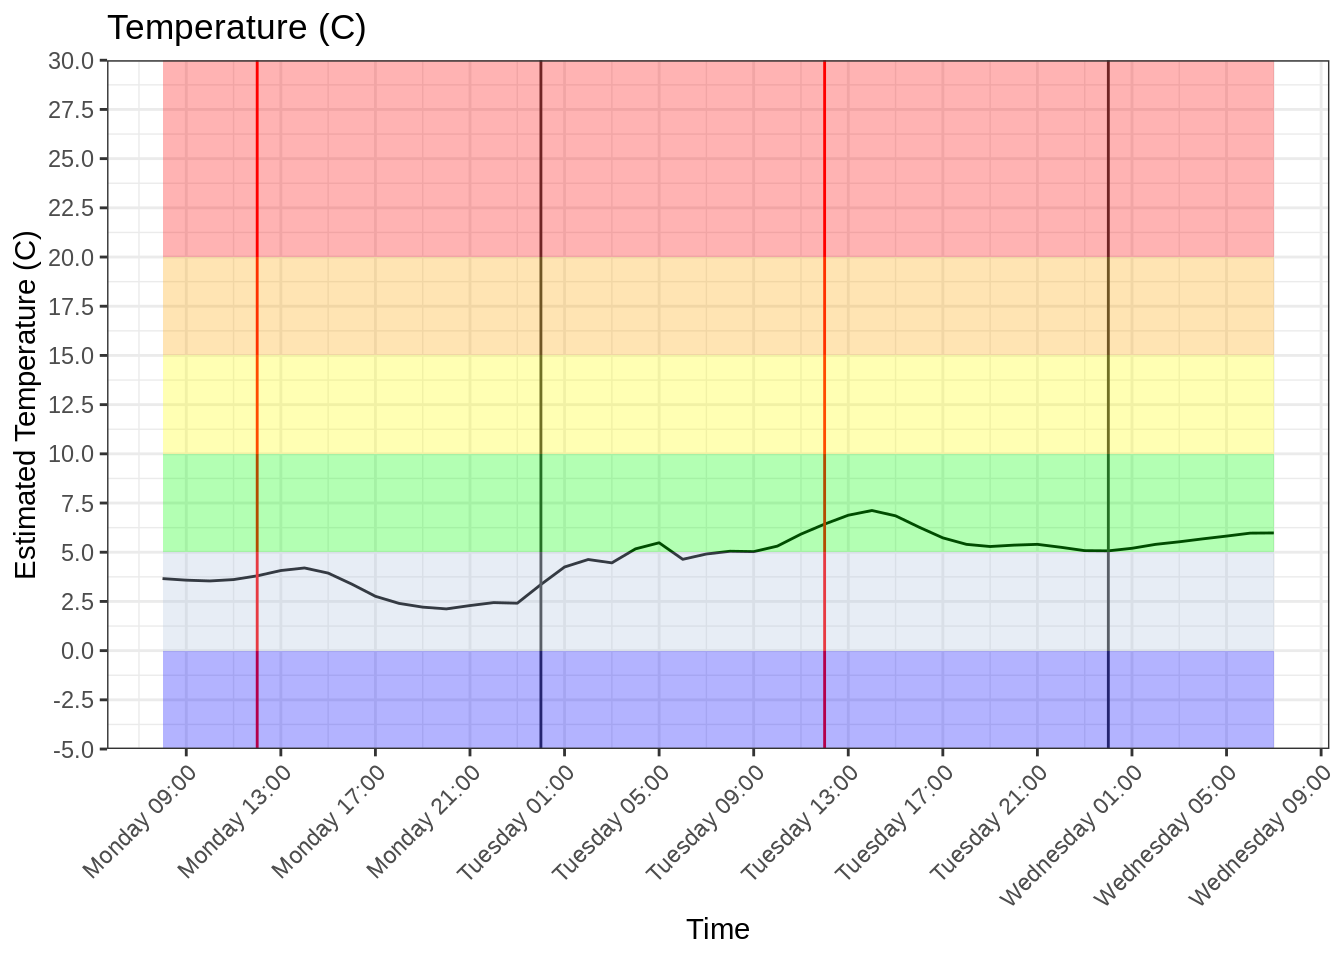 Temperature (C)
Estimated Temperature (C)
30.0
27.5
25.0
22.5
20.0
17.5
15.0
12.5
10.0
7.5
5.0
2.5
0.0
-2.5
-5.0
Monday 09:00
Monday 13:00
Monday 17:00
Monday 21:00
Tuesday 01:00
Tuesday 05:00
Tuesday 09:00
Tuesday 13:00
Tuesday 17:00
Tuesday 21:00
Wednesday 01:00
Wednesday 05:00
Wednesday 09:00
Time